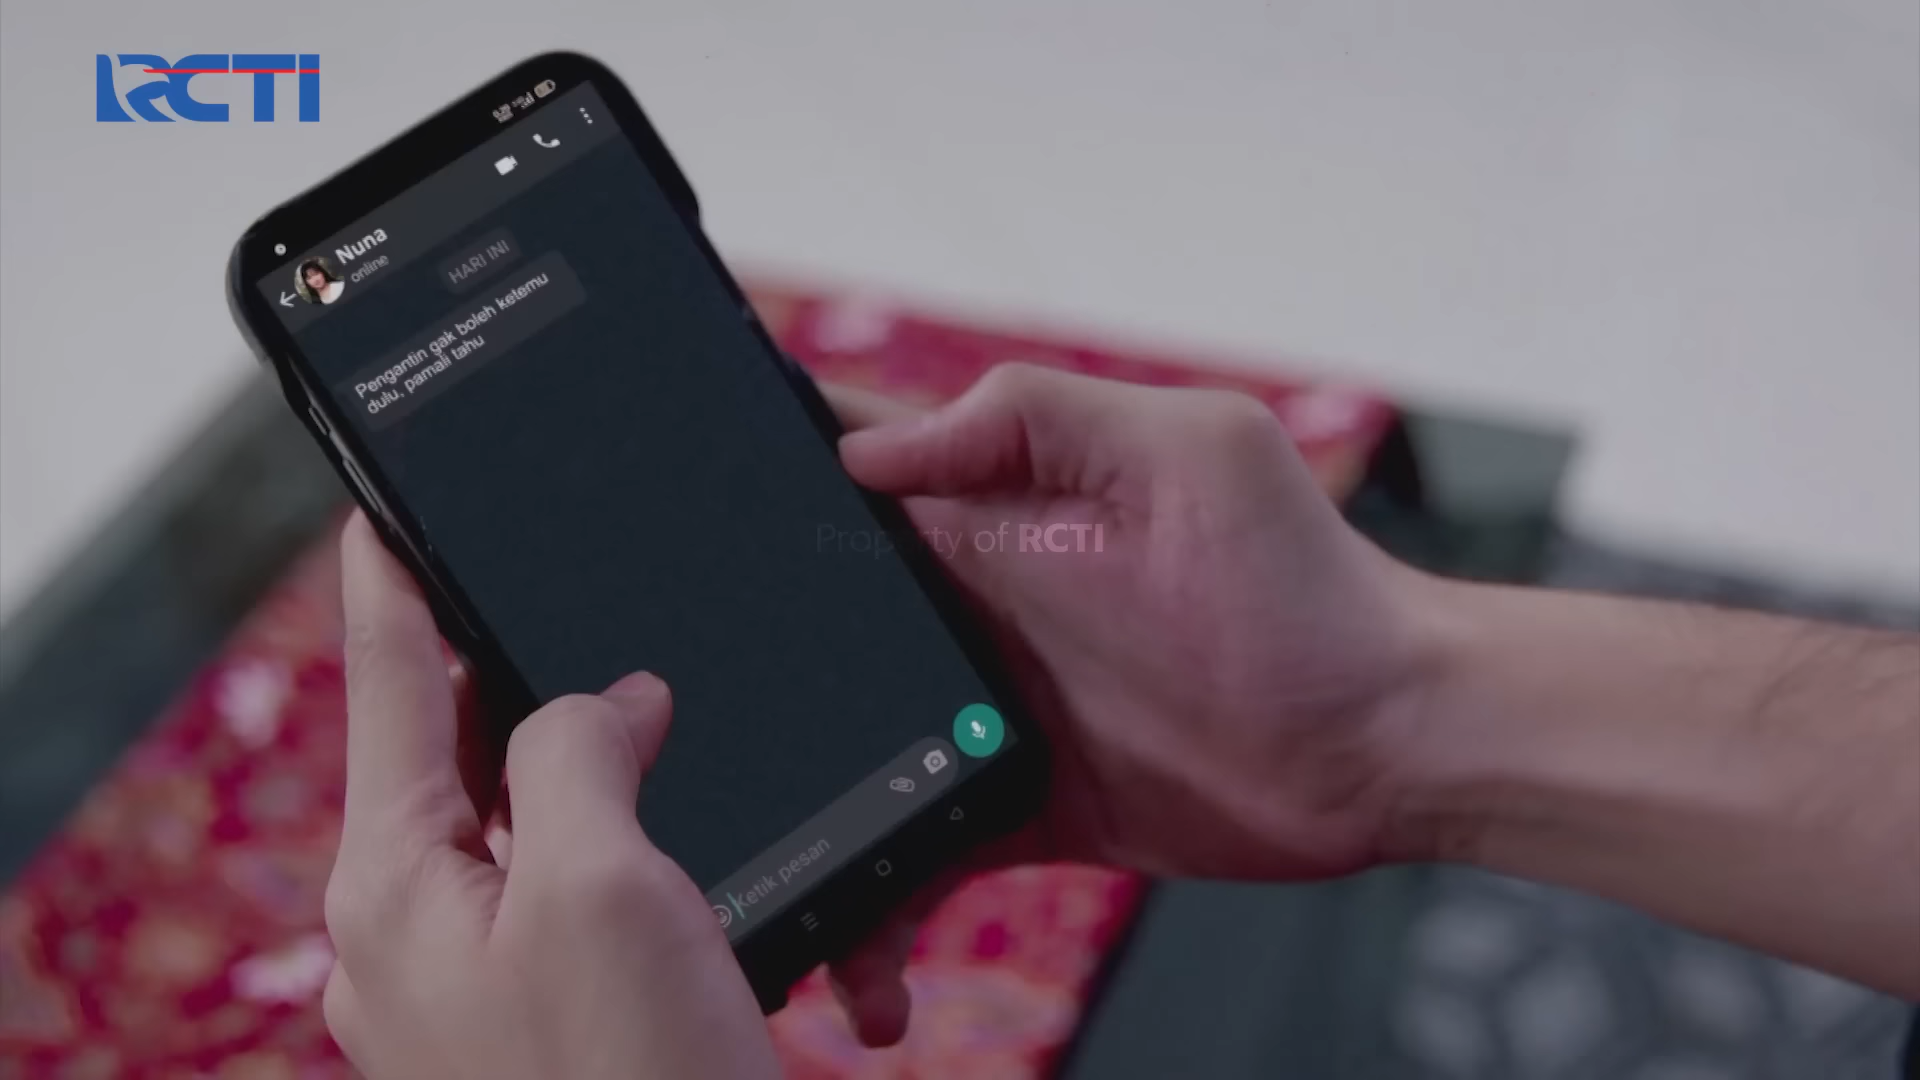 RCTI
Nuna
online
HARI INI
Pengantin gak boleh ketemu
dulu, pamali tahu
Property of RCTI
Ketik pesan